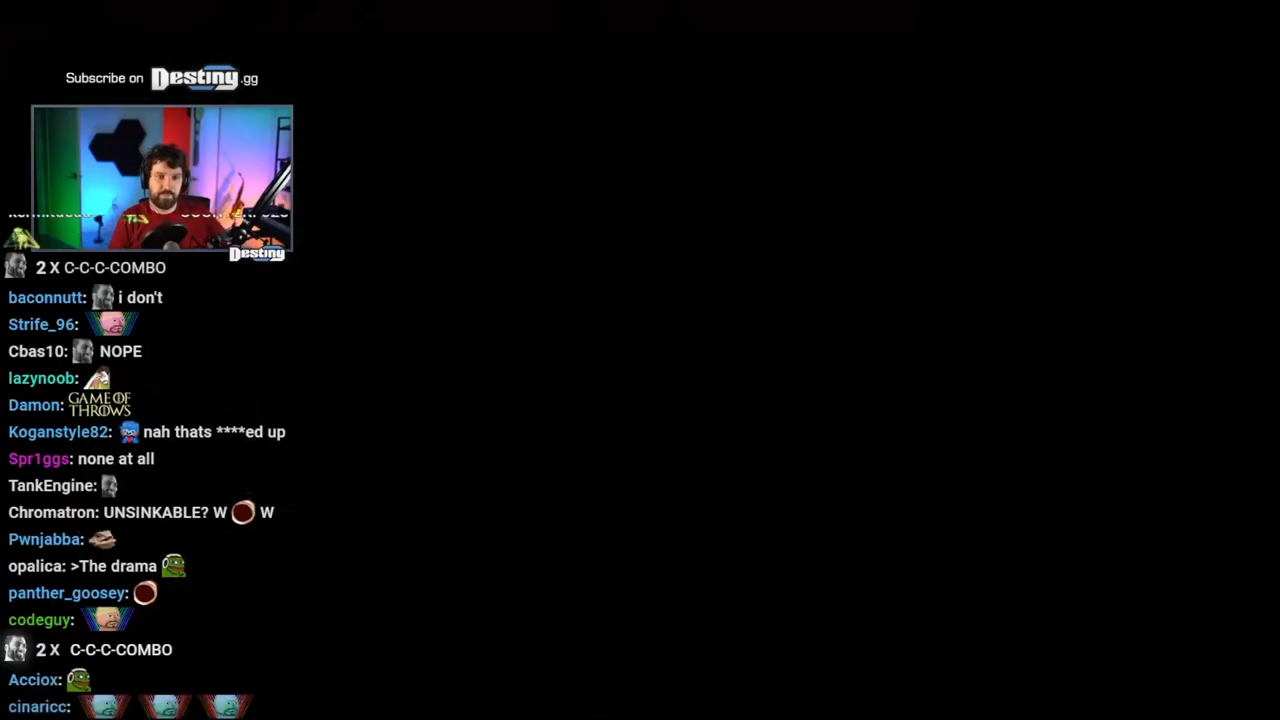 Subscribe on Destiny.gg
Destiny
2 X C-C-C-COMBO
baconnutt: i don't
Strife_96:
Cbas10: NOPE
lazynoob:
Damon: GAME OF THROWS
Koganstyle82: nah thats ****ed up
Spr1ggs: none at all
TankEngine:
Chromatron: UNSINKABLE? W W
Pwnjabba:
opalica: >The drama
panther_goosey:
codeguy:
2 X C-C-C-COMBO
Acciox:
cinaricc: